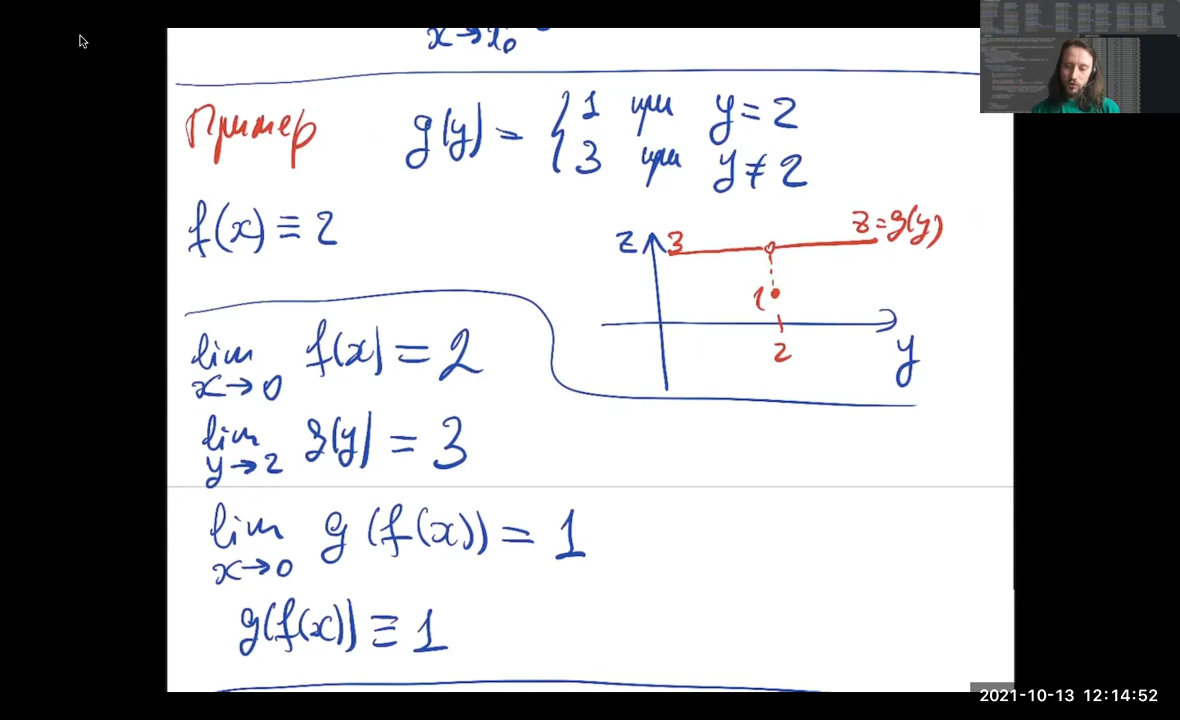 x→x₀
Пример
g(y) = { 1 при y = 2
3 при y ≠ 2
f(x) ≡ 2
z 3 z = g(y)
1
2
y
lim f(x) = 2
x→0
lim g(y) = 3
y→2
lim g(f(x)) = 1
x→0
g(f(x)) ≡ 1
2021-10-13 12:14:52